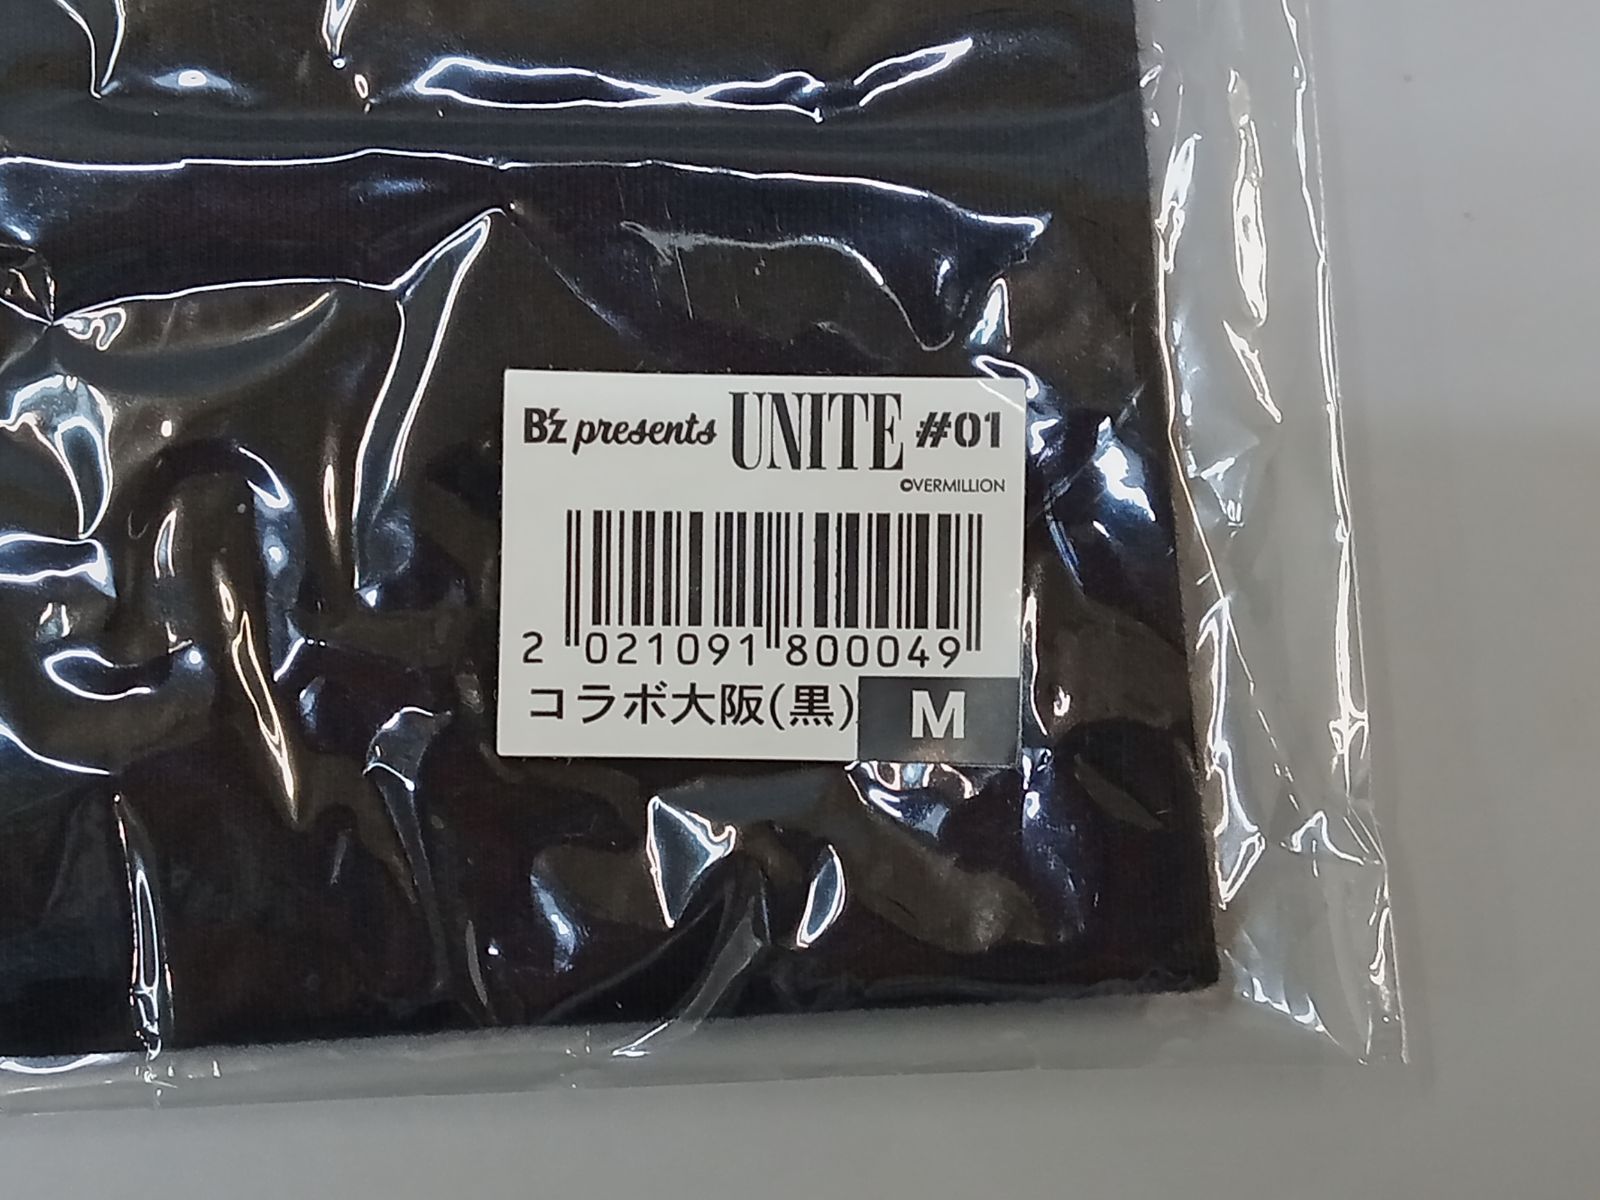 B'z presents UNITE #01
©VERMILLION
2 021091 800049
コラボ大阪(黒) M